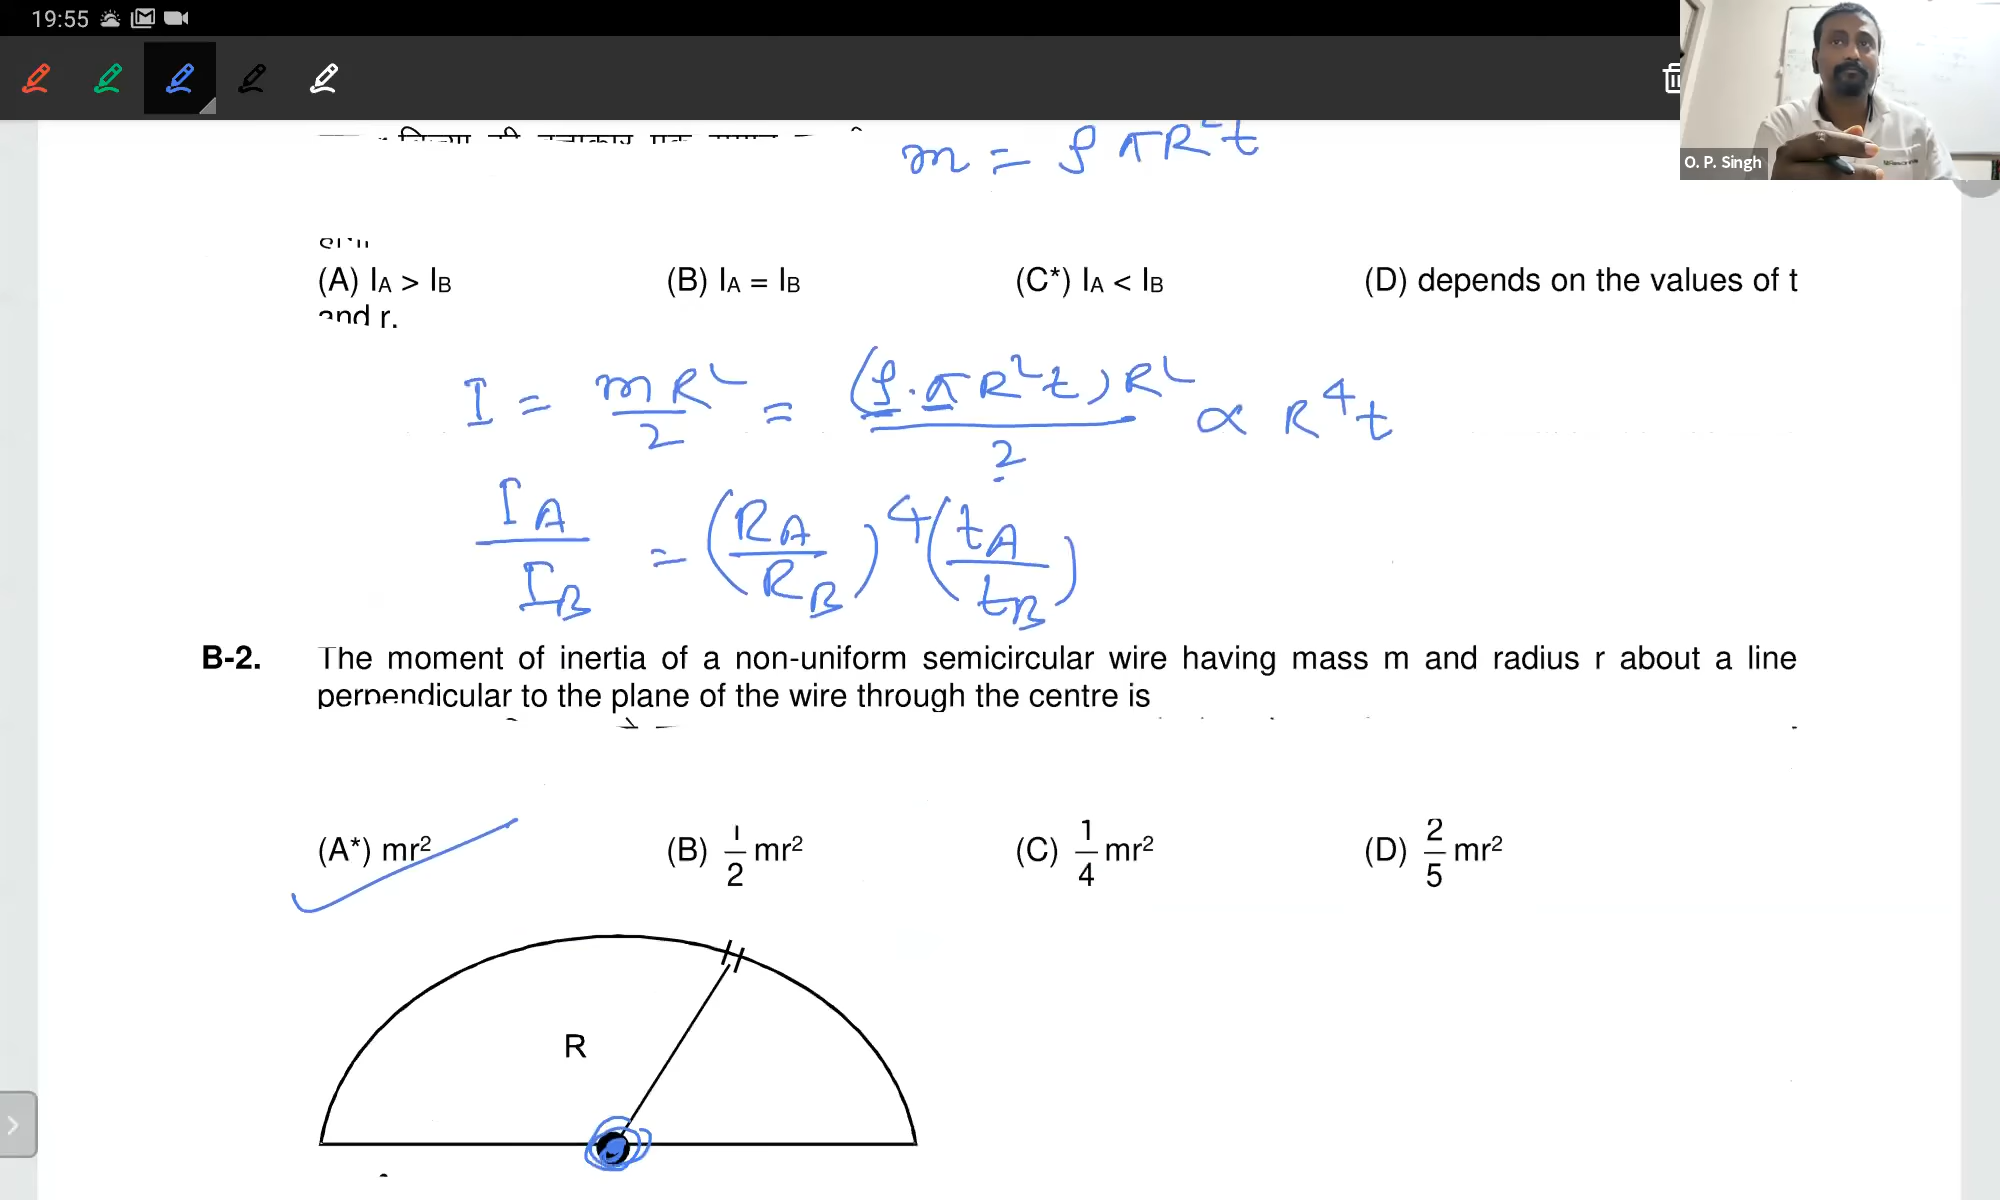 19:55
O. P. Singh
m = ρ πR²t
(A) IA > IB (B) IA = IB (C*) IA < IB (D) depends on the values of t
and r.
I = mR²/2 = (ρ.πR²t)R²/2 ∝ R⁴t
IA/IB = (RA/RB)⁴(tA/tB)
B-2. The moment of inertia of a non-uniform semicircular wire having mass m and radius r about a line
perpendicular to the plane of the wire through the centre is
(A*) mr² (B) 1/2 mr² (C) 1/4 mr² (D) 2/5 mr²
R